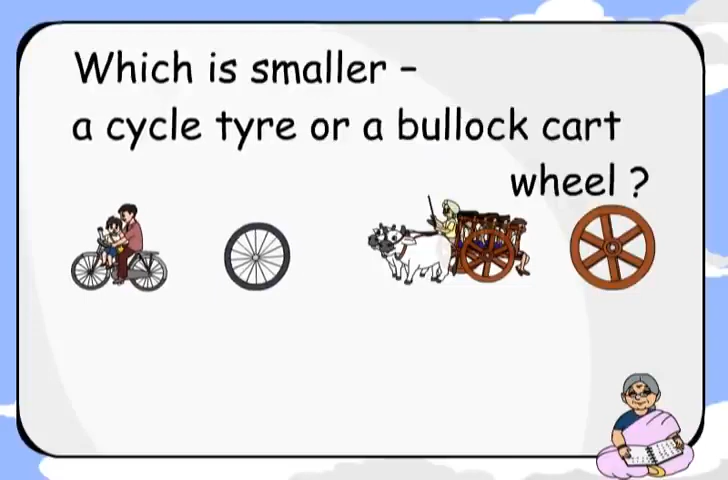 Which is smaller –
a cycle tyre or a bullock cart
wheel ?